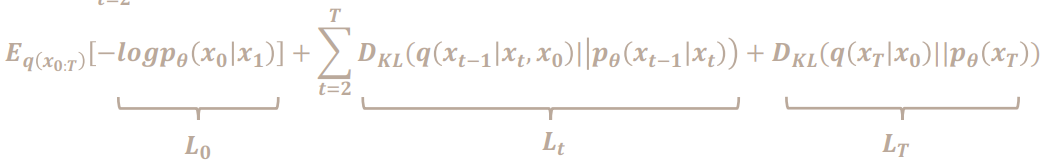 t=2
E_{q(x_{0:T})}[-logp_θ(x_0|x_1)] + ∑_{t=2}^{T} D_{KL}(q(x_{t-1}|x_t, x_0)||p_θ(x_{t-1}|x_t)) + D_{KL}(q(x_T|x_0)||p_θ(x_T))
L_0 L_t L_T